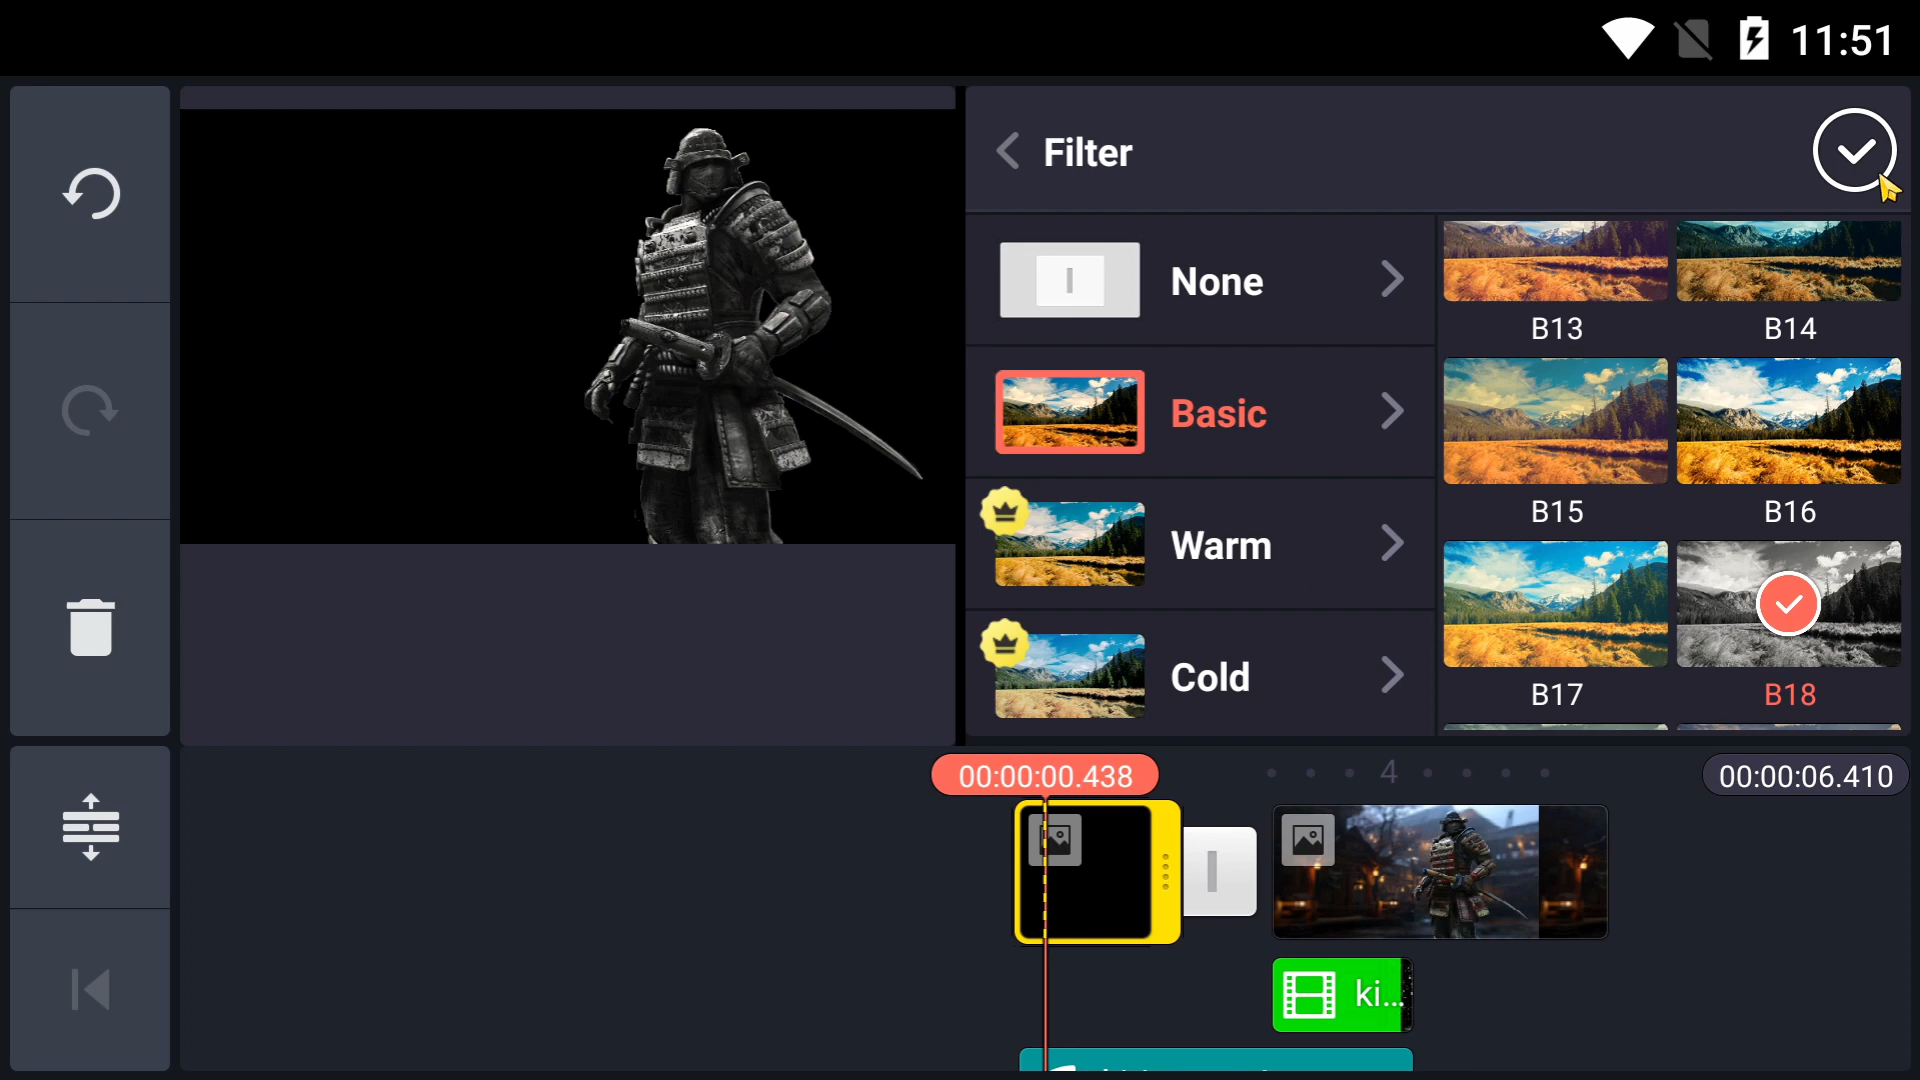 11:51
Filter
None
Basic
Warm
Cold
B13
B14
B15
B16
B17
B18
00:00:00.438
4
00:00:06.410
ki...